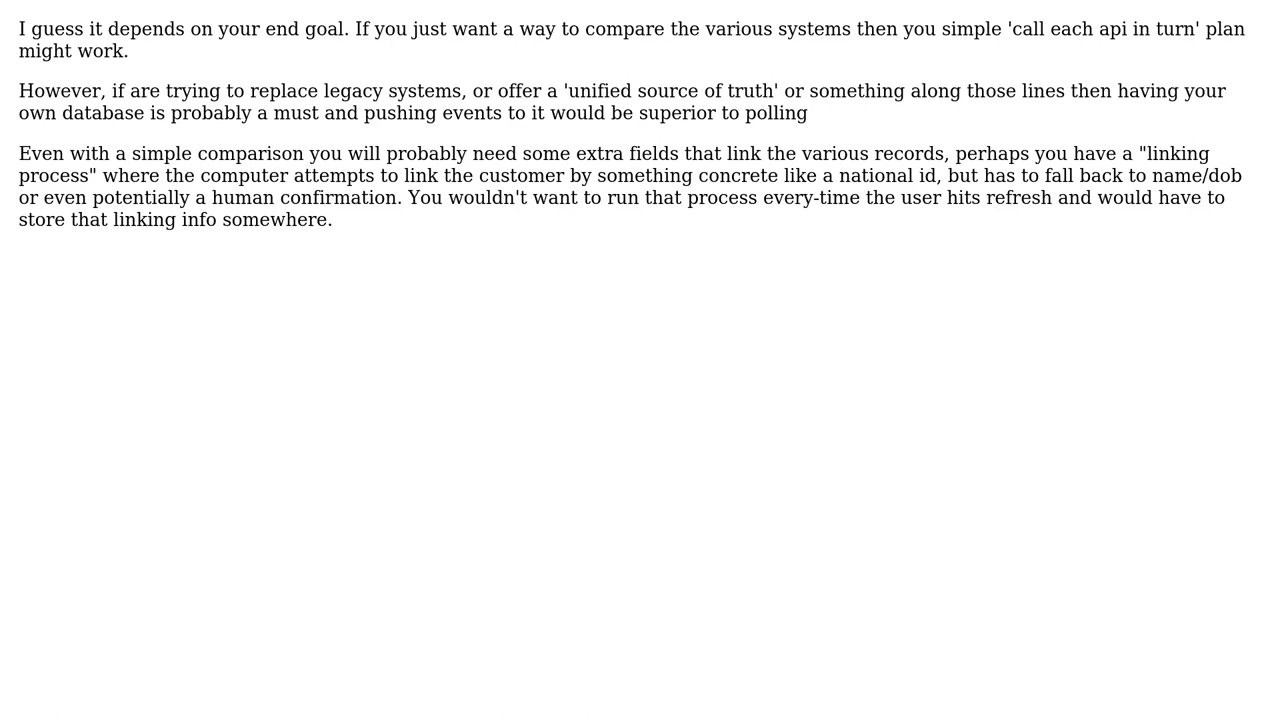 I guess it depends on your end goal. If you just want a way to compare the various systems then you simple 'call each api in turn' plan
might work.
However, if are trying to replace legacy systems, or offer a 'unified source of truth' or something along those lines then having your
own database is probably a must and pushing events to it would be superior to polling
Even with a simple comparison you will probably need some extra fields that link the various records, perhaps you have a "linking
process" where the computer attempts to link the customer by something concrete like a national id, but has to fall back to name/dob
or even potentially a human confirmation. You wouldn't want to run that process every-time the user hits refresh and would have to
store that linking info somewhere.